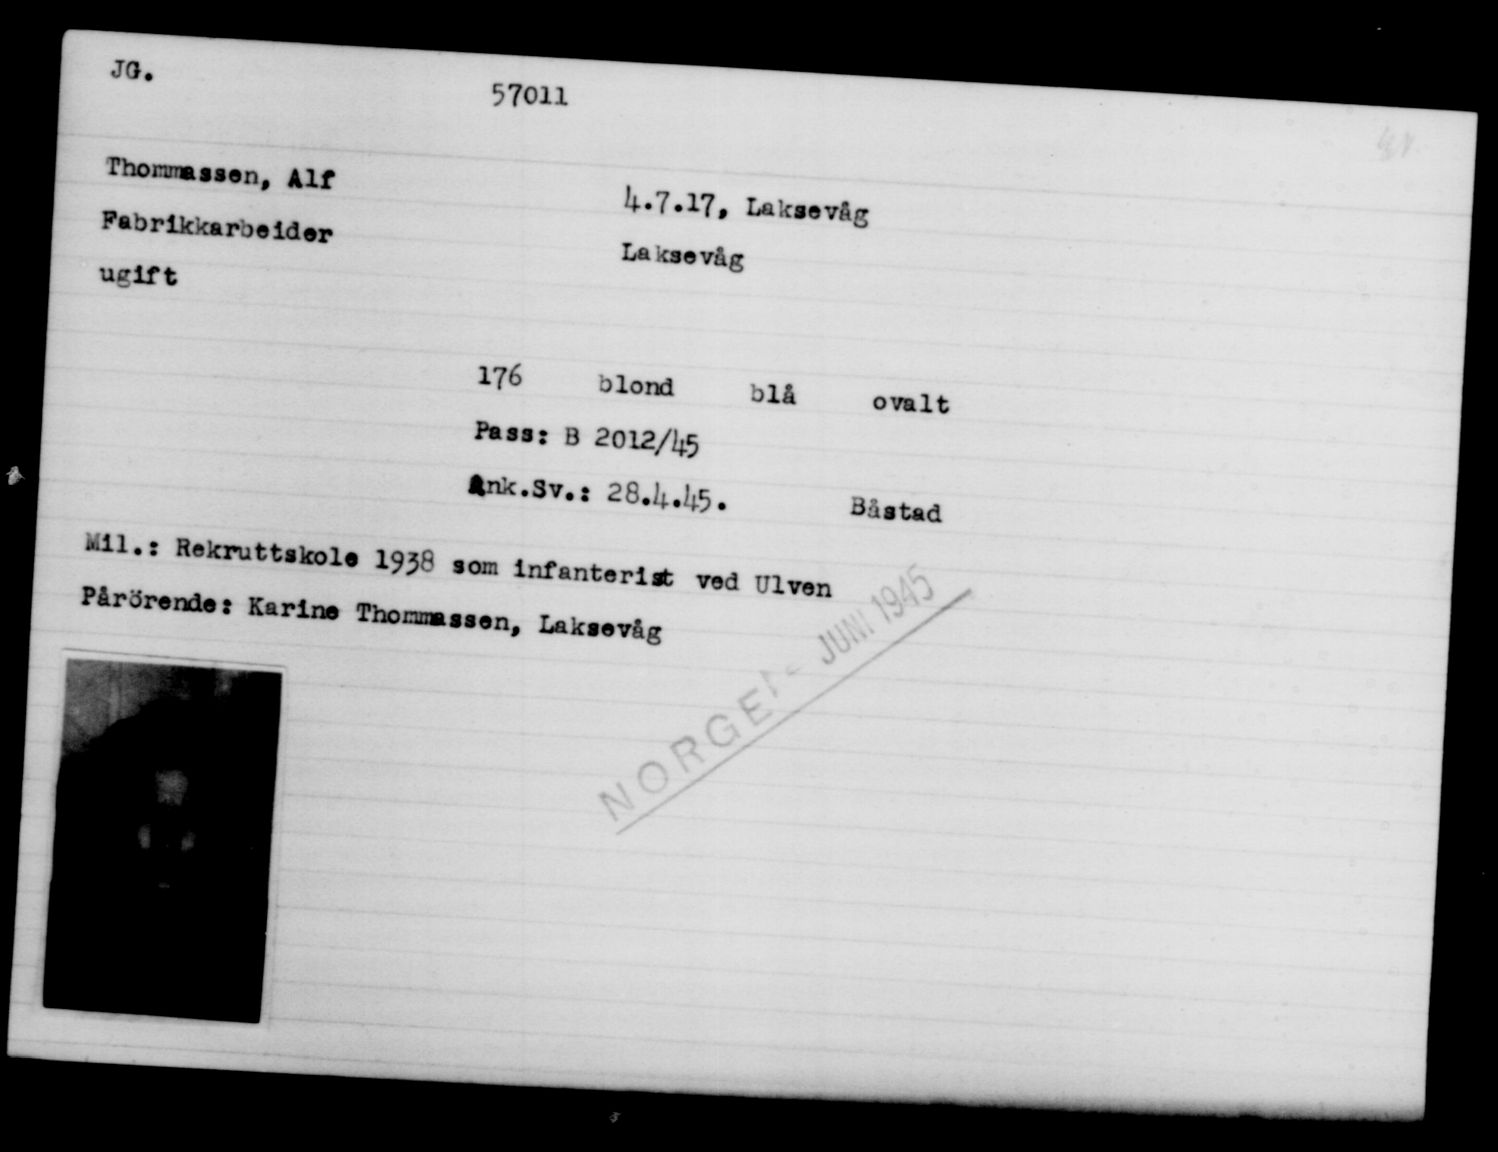 JG.
57011
Thommassen, Alf
4.7.17, Laksevåg
Fabrikkarbeider
Laksevåg
ugift
176 blond blå ovalt
Pass: B 2012/45
Ank.Sv.: 28.4.45. Båstad
Mil.: Rekruttskole 1938 som infanterist ved Ulven
Pårörende: Karine Thommassen, Laksevåg
NORGE 1- JUNI 1945